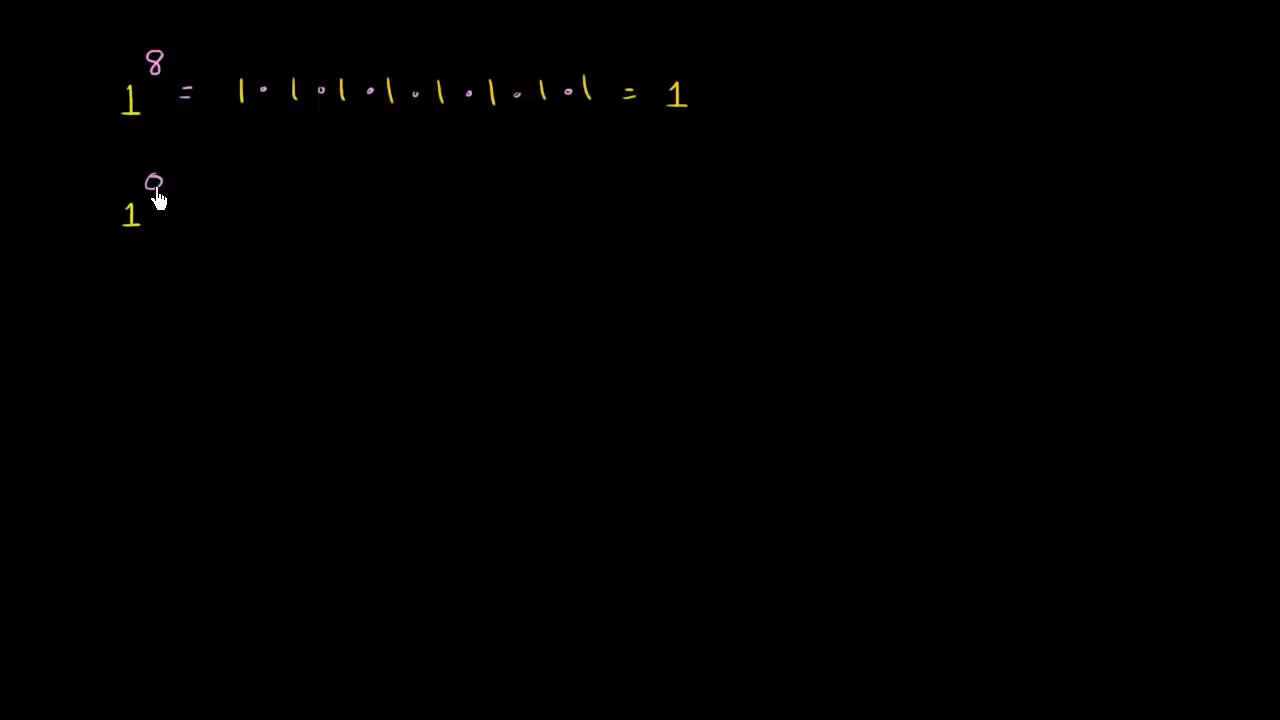 1⁸ = 1 · 1 · 1 · 1 · 1 · 1 · 1 · 1 = 1
1⁰